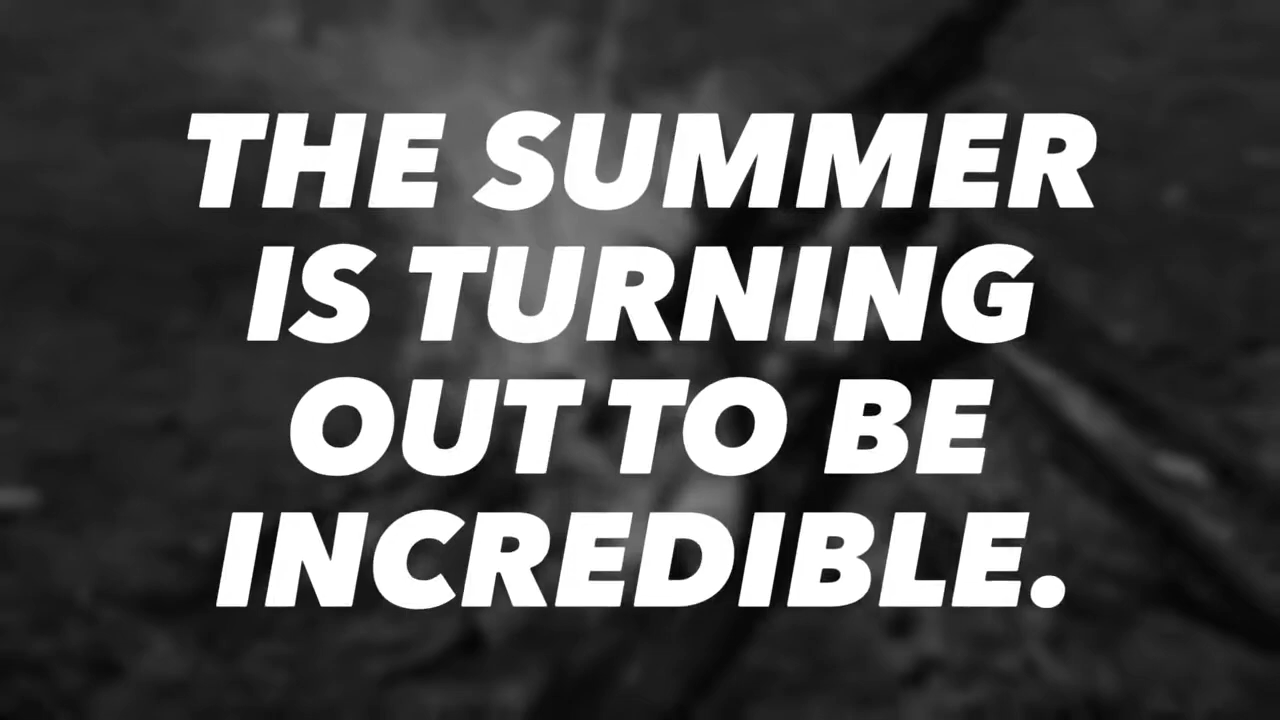 THE SUMMER
IS TURNING
OUT TO BE
INCREDIBLE.